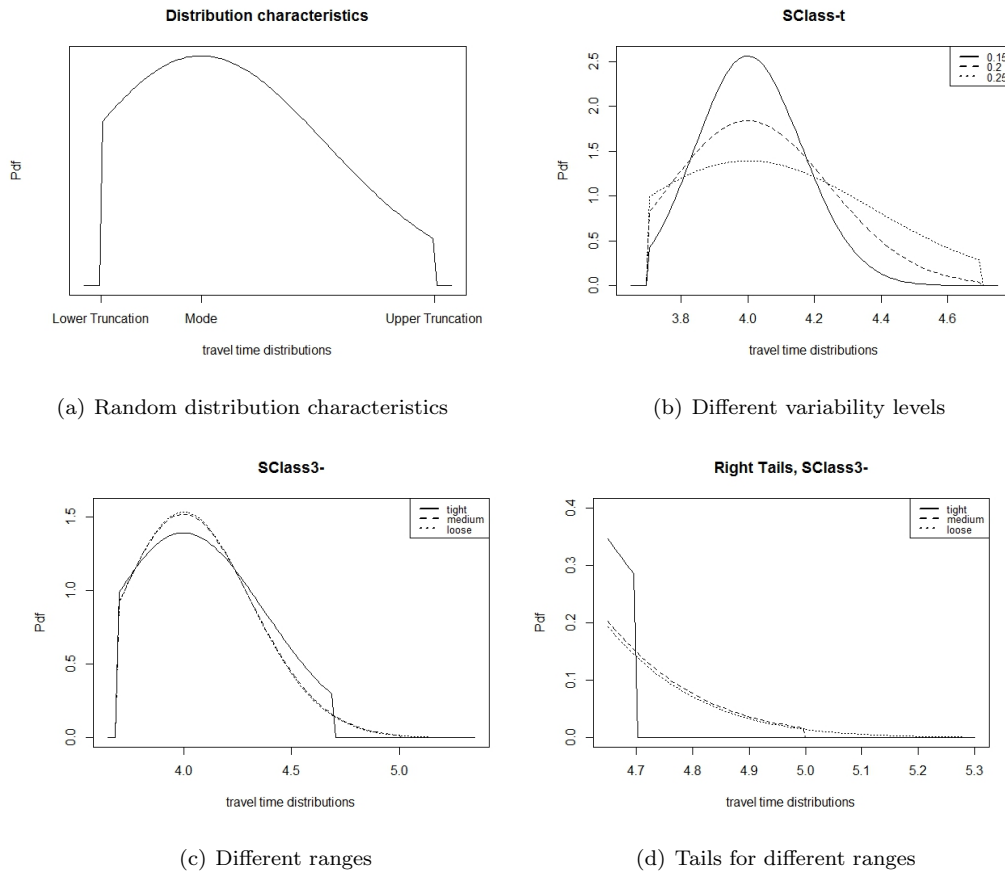 Distribution characteristics
Pdf
Lower Truncation Mode Upper Truncation
travel time distributions
(a) Random distribution characteristics
SClass-t
0.15
0.2
0.25
Pdf
2.5
2.0
1.5
1.0
0.5
0.0
3.8 4.0 4.2 4.4 4.6
travel time distributions
(b) Different variability levels
SClass3-
tight
medium
loose
Pdf
1.5
1.0
0.5
0.0
4.0 4.5 5.0
travel time distributions
(c) Different ranges
Right Tails, SClass3-
tight
medium
loose
Pdf
0.4
0.3
0.2
0.1
0.0
4.7 4.8 4.9 5.0 5.1 5.2 5.3
travel time distributions
(d) Tails for different ranges